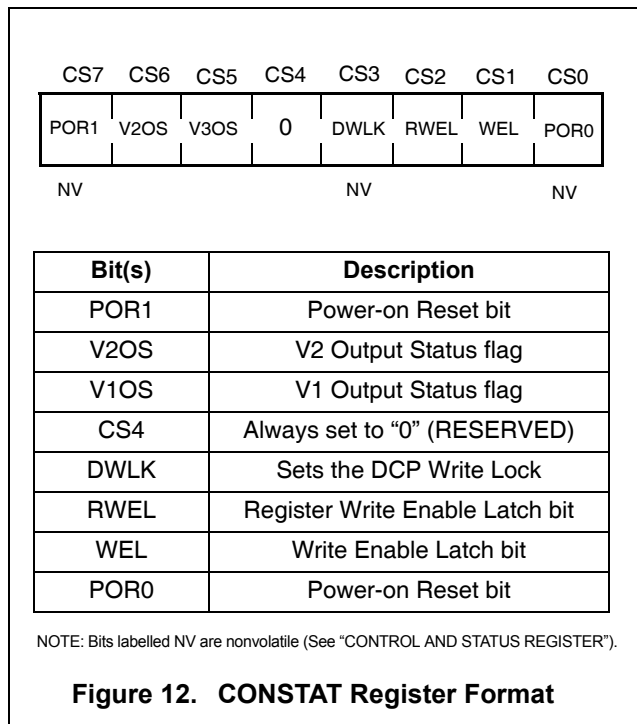 CS7 CS6 CS5 CS4 CS3 CS2 CS1 CS0
POR1 V2OS V3OS 0 DWLK RWEL WEL POR0
NV NV NV
Bit(s) Description
POR1 Power-on Reset bit
V2OS V2 Output Status flag
V1OS V1 Output Status flag
CS4 Always set to “0” (RESERVED)
DWLK Sets the DCP Write Lock
RWEL Register Write Enable Latch bit
WEL Write Enable Latch bit
POR0 Power-on Reset bit
NOTE: Bits labelled NV are nonvolatile (See “CONTROL AND STATUS REGISTER”).
Figure 12. CONSTAT Register Format